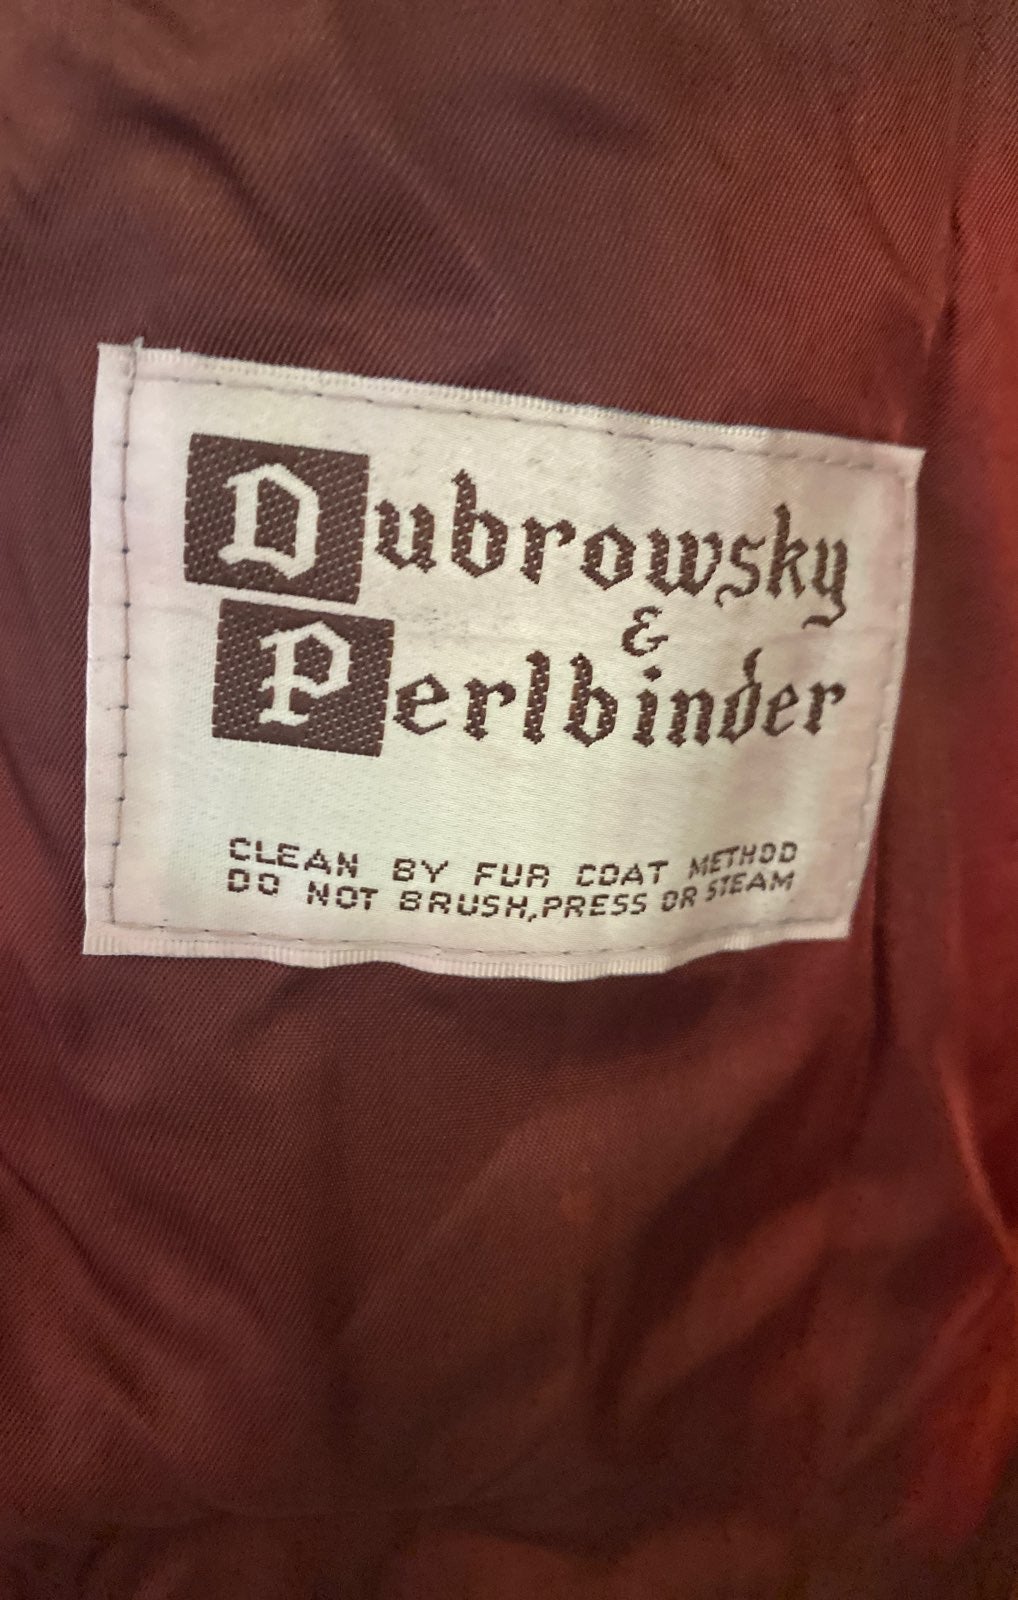 Dubrowsky
&
Perlbinder
CLEAN BY FUR COAT METHOD
DO NOT BRUSH, PRESS OR STEAM